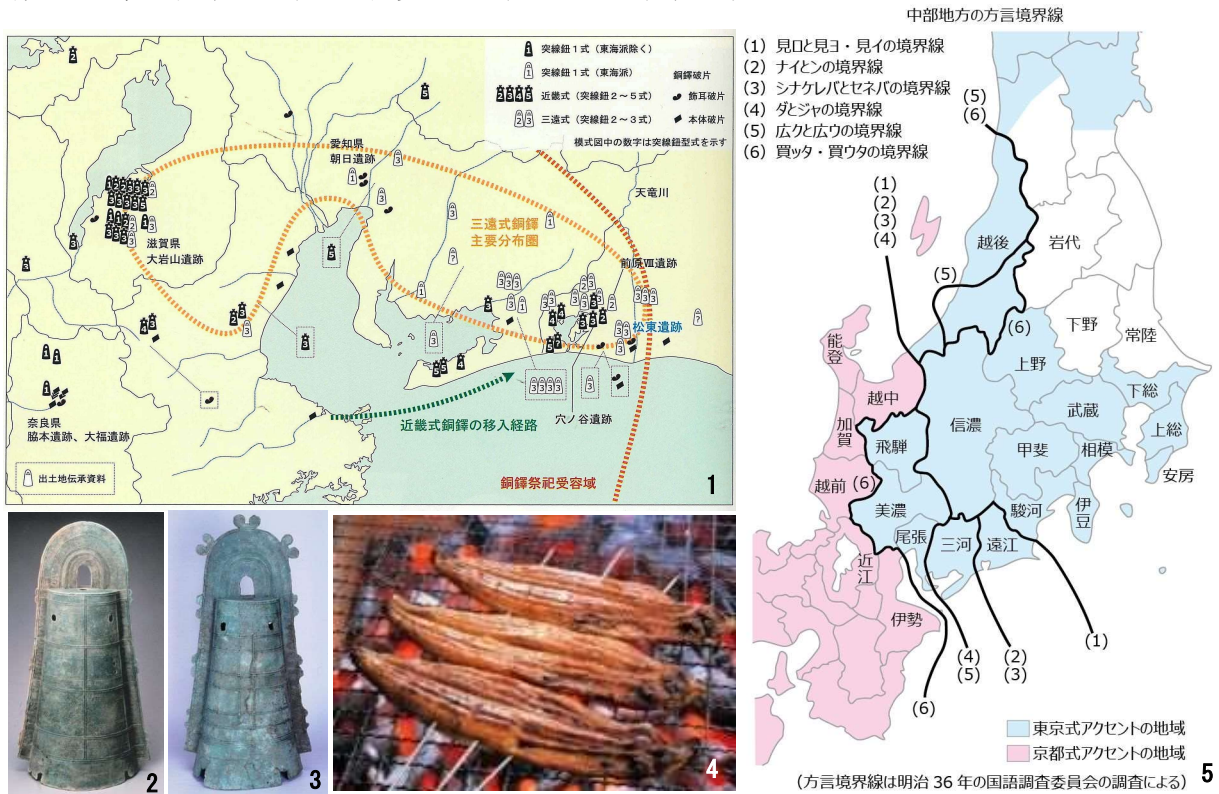 突線鈕1式（東海派除く）
突線鈕1式（東海派）
近畿式（突線鈕2～5式）
三遠式（突線鈕2～3式）
銅鐸破片
飾耳破片
本体破片
模式図中の数字は突線鈕型式を示す
愛知県
朝日遺跡
天竜川
三遠式銅鐸
主要分布圏
滋賀県
大岩山遺跡
前原Ⅷ遺跡
松東遺跡
穴ノ谷遺跡
近畿式銅鐸の移入経路
奈良県
脇本遺跡、大福遺跡
出土地伝承資料
銅鐸祭祀受容域
1
2
3
4
中部地方の方言境界線
(1) 見ロと見ヨ・見イの境界線
(2) ナイとンの境界線
(3) シナケレバとセネバの境界線
(4) ダとジャの境界線
(5) 広クと広ウの境界線
(6) 買ッタ・買ウタの境界線
(5)
(6)
(1)
(2)
(3)
(4)
越後
岩代
(5)
(6)
下野
常陸
能登
上野
越中
下総
加賀
信濃
武蔵
飛騨
甲斐
相模
上総
越前
(6)
安房
美濃
駿河
伊豆
尾張
三河
遠江
近江
伊勢
(1)
(4)
(5)
(2)
(3)
(6)
東京式アクセントの地域
京都式アクセントの地域
(方言境界線は明治 36 年の国語調査委員会の調査による)
5